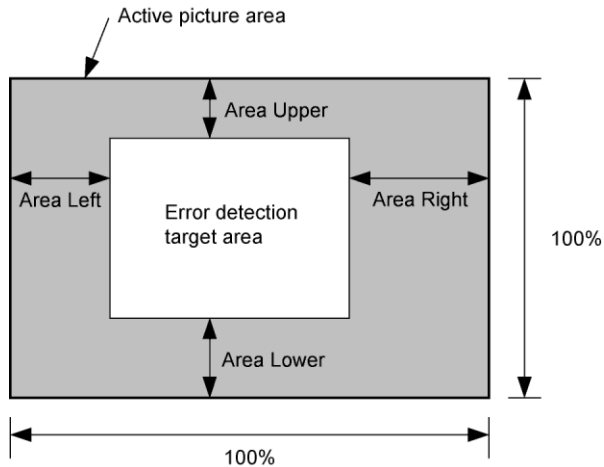 Active picture area
Area Upper
Area Left
Area Right
Error detection
target area
100%
Area Lower
100%